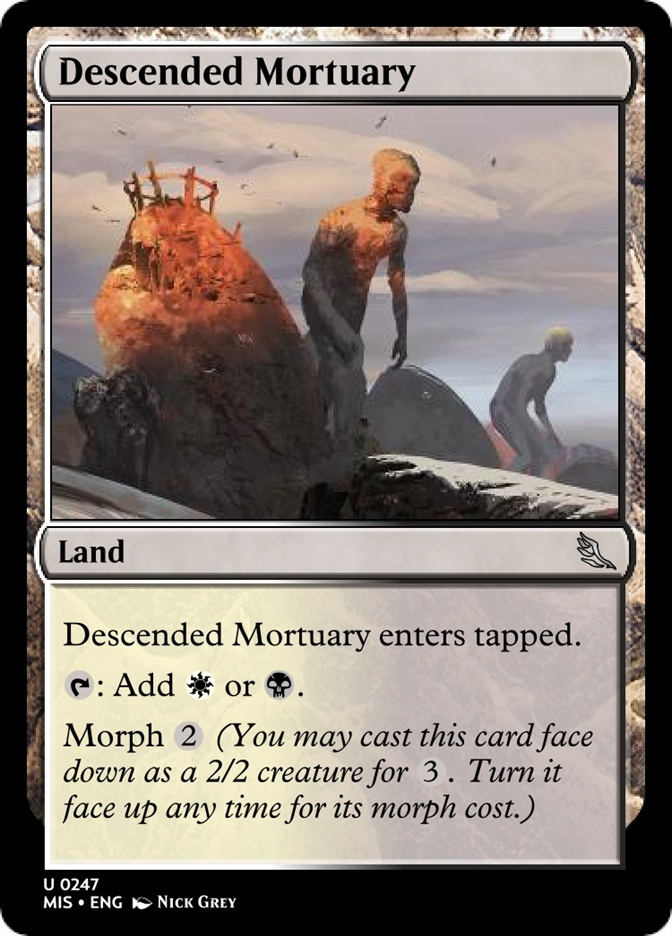 Descended Mortuary
Land
Descended Mortuary enters tapped.
: Add or .
Morph 2 (You may cast this card face
down as a 2/2 creature for 3 . Turn it
face up any time for its morph cost.)
U 0247
MIS • ENG Nick Grey